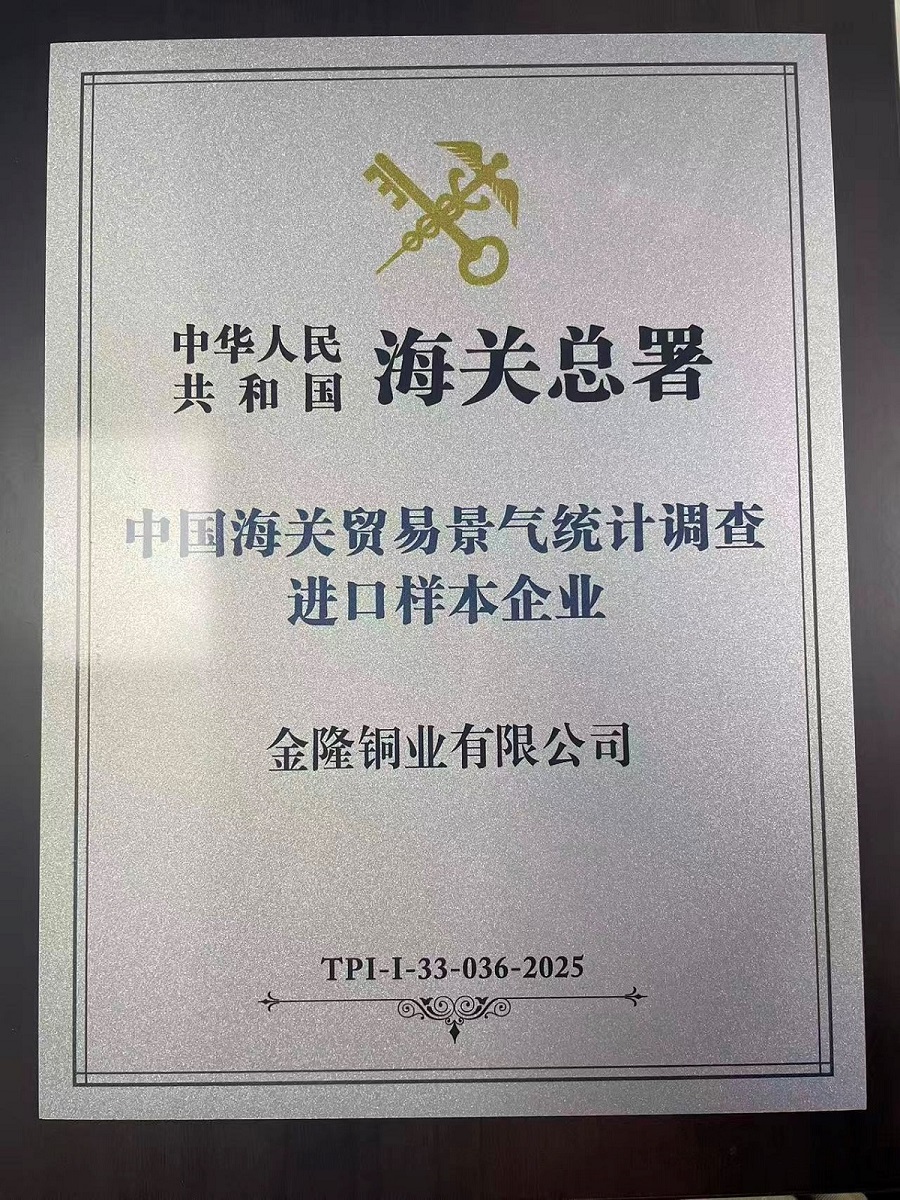 中华人民
共和国
海关总署
中国海关贸易景气统计调查
进口样本企业
金隆铜业有限公司
TPI-I-33-036-2025